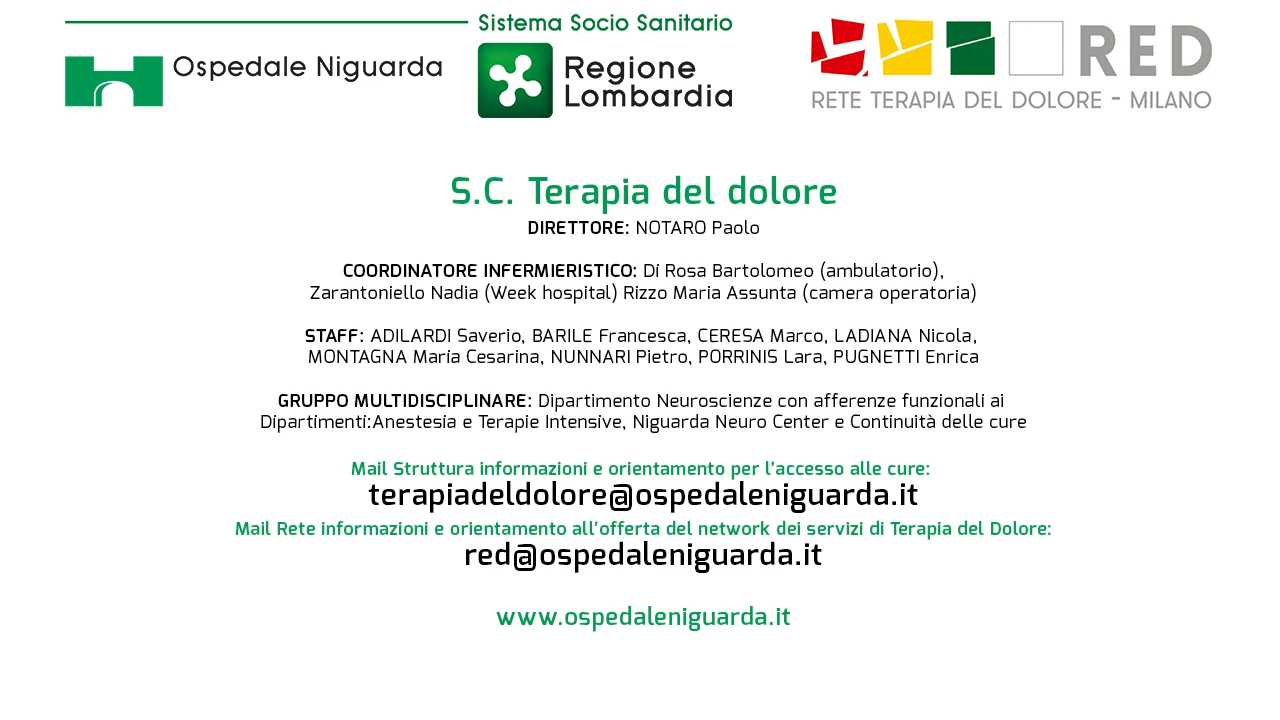 Sistema Socio Sanitario
Ospedale Niguarda
Regione
Lombardia
RED
RETE TERAPIA DEL DOLORE - MILANO
S.C. Terapia del dolore
DIRETTORE: NOTARO Paolo
COORDINATORE INFERMIERISTICO: Di Rosa Bartolomeo (ambulatorio),
Zarantoniello Nadia (Week hospital) Rizzo Maria Assunta (camera operatoria)
STAFF: ADILARDI Saverio, BARILE Francesca, CERESA Marco, LADIANA Nicola,
MONTAGNA Maria Cesarina, NUNNARI Pietro, PORRINIS Lara, PUGNETTI Enrica
GRUPPO MULTIDISCIPLINARE: Dipartimento Neuroscienze con afferenze funzionali ai
Dipartimenti:Anestesia e Terapie Intensive, Niguarda Neuro Center e Continuità delle cure
Mail Struttura informazioni e orientamento per l'accesso alle cure:
terapiadeldolore@ospedaleniguarda.it
Mail Rete informazioni e orientamento all'offerta del network dei servizi di Terapia del Dolore:
red@ospedaleniguarda.it
www.ospedaleniguarda.it